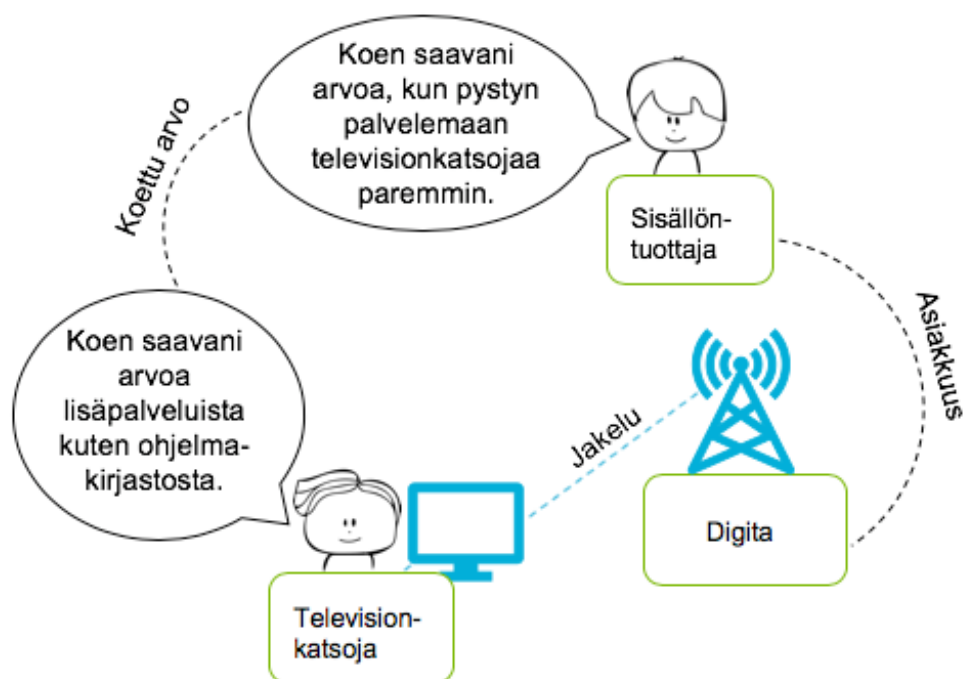 Koen saavani
arvoa, kun pystyn
palvelemaan
televisionkatsojaa
paremmin.
Koettu arvo
Sisällön-
tuottaja
Koen saavani
arvoa
lisäpalveluista
kuten ohjelma-
kirjastosta.
Asiakkuus
Jakelu
Digita
Television-
katsoja